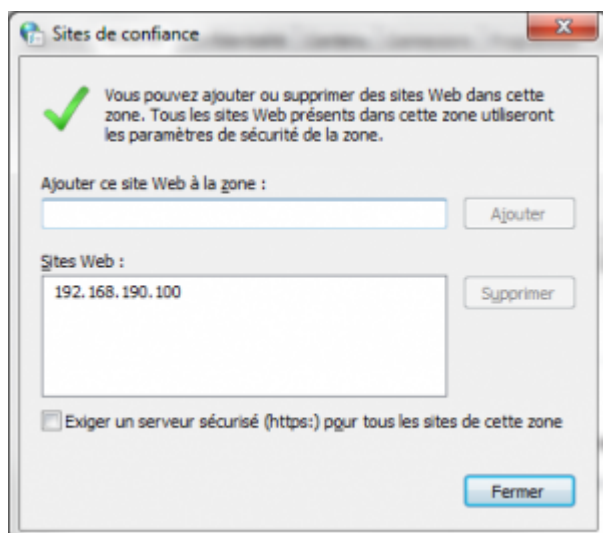 Sites de confiance
Vous pouvez ajouter ou supprimer des sites Web dans cette
zone. Tous les sites Web présents dans cette zone utiliseront
les paramètres de sécurité de la zone.
Ajouter ce site Web à la zone :
Ajouter
Sites Web :
192.168.190.100
Supprimer
Exiger un serveur sécurisé (https:) pour tous les sites de cette zone
Fermer